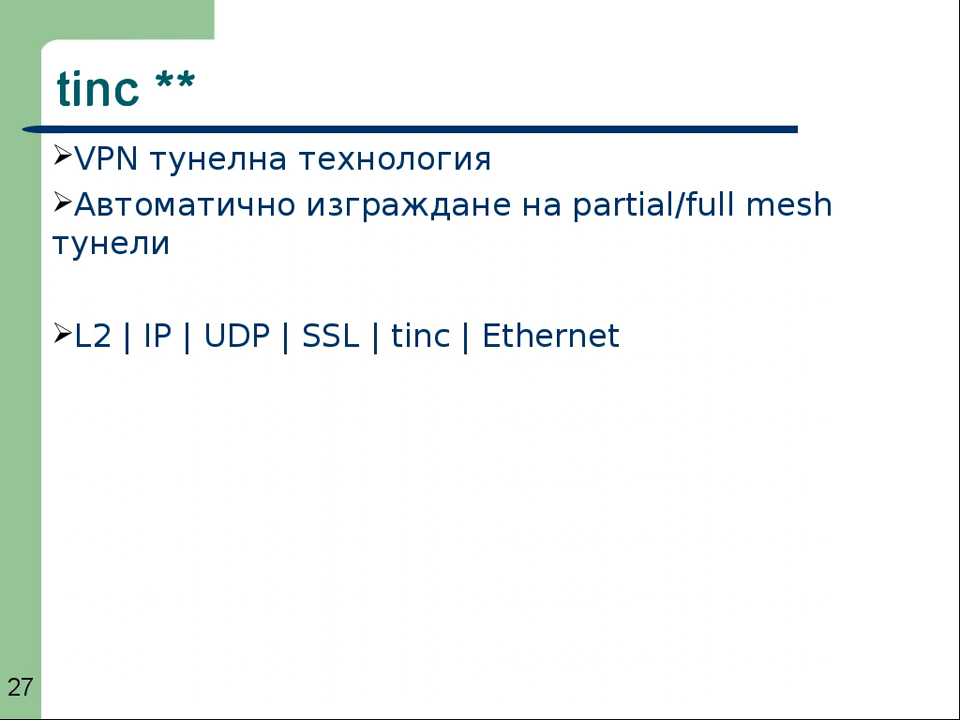 tinc **
➢VPN тунелна технология
➢Автоматично изграждане на partial/full mesh
тунели
➢L2 | IP | UDP | SSL | tinc | Ethernet
27